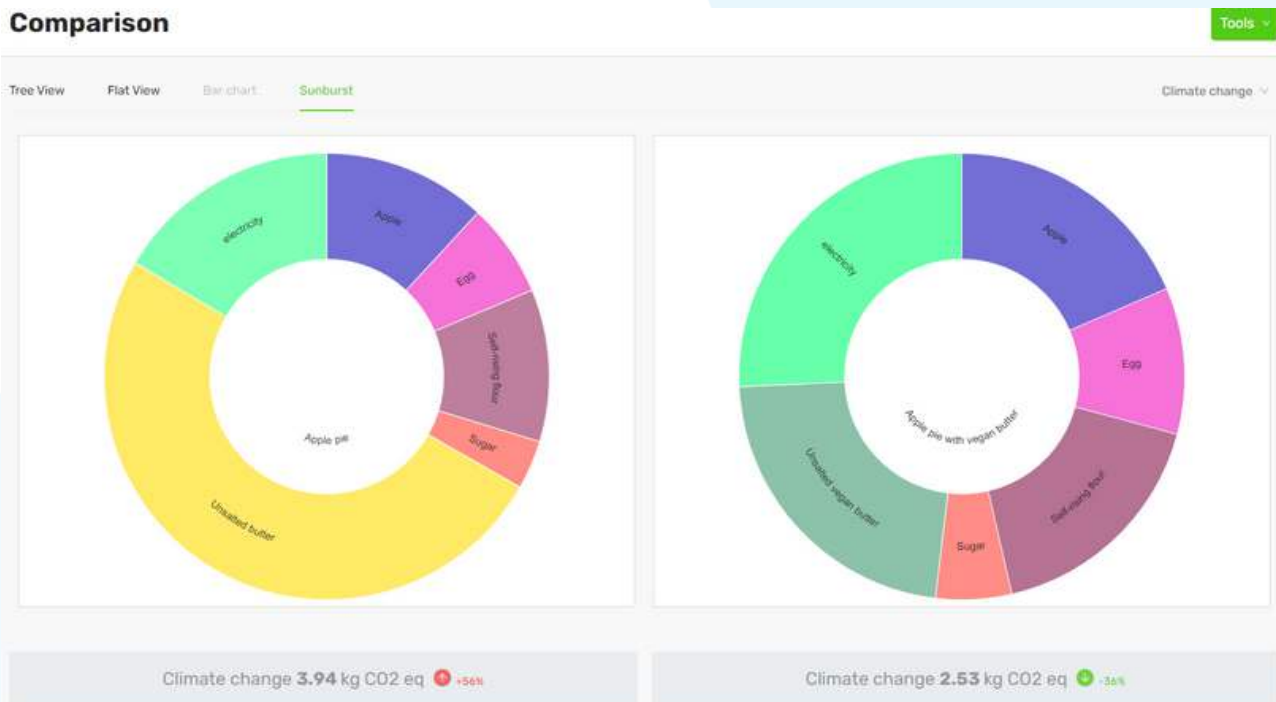 Comparison
Tools
Tree View
Flat View
Bar chart
Sunburst
Climate change
electricity
Apple
Egg
Self-rising flour
Sugar
Unsalted butter
Apple pie
electricity
Apple
Egg
Self-rising flour
Sugar
Unsalted vegan butter
Apple pie with vegan butter
Climate change 3.94 kg CO2 eq +56%
Climate change 2.53 kg CO2 eq -36%